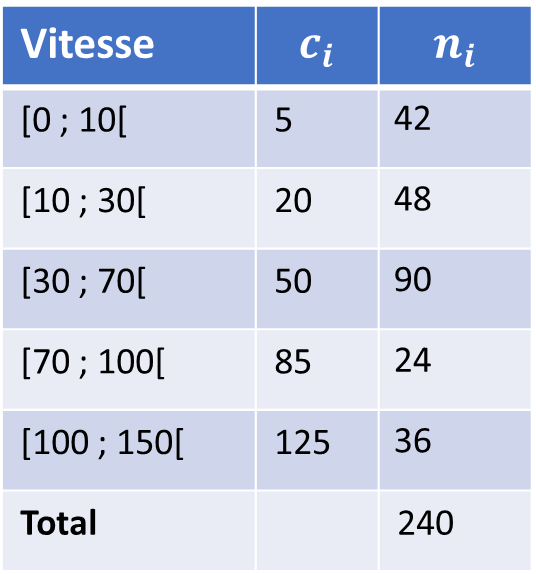 Vitesse c_i n_i
[0 ; 10[ 5 42
[10 ; 30[ 20 48
[30 ; 70[ 50 90
[70 ; 100[ 85 24
[100 ; 150[ 125 36
Total 240